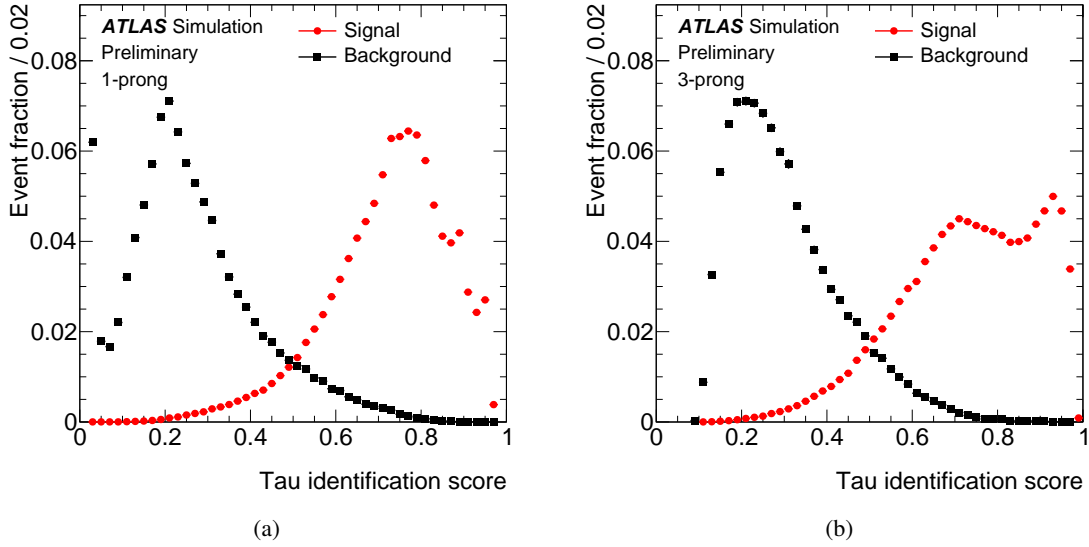 ATLAS Simulation
Preliminary
1-prong
Signal
Background
Event fraction / 0.02
0.08
0.06
0.04
0.02
0
0 0.2 0.4 0.6 0.8 1
Tau identification score
(a)
ATLAS Simulation
Preliminary
3-prong
Signal
Background
Event fraction / 0.02
0.08
0.06
0.04
0.02
0
0 0.2 0.4 0.6 0.8 1
Tau identification score
(b)